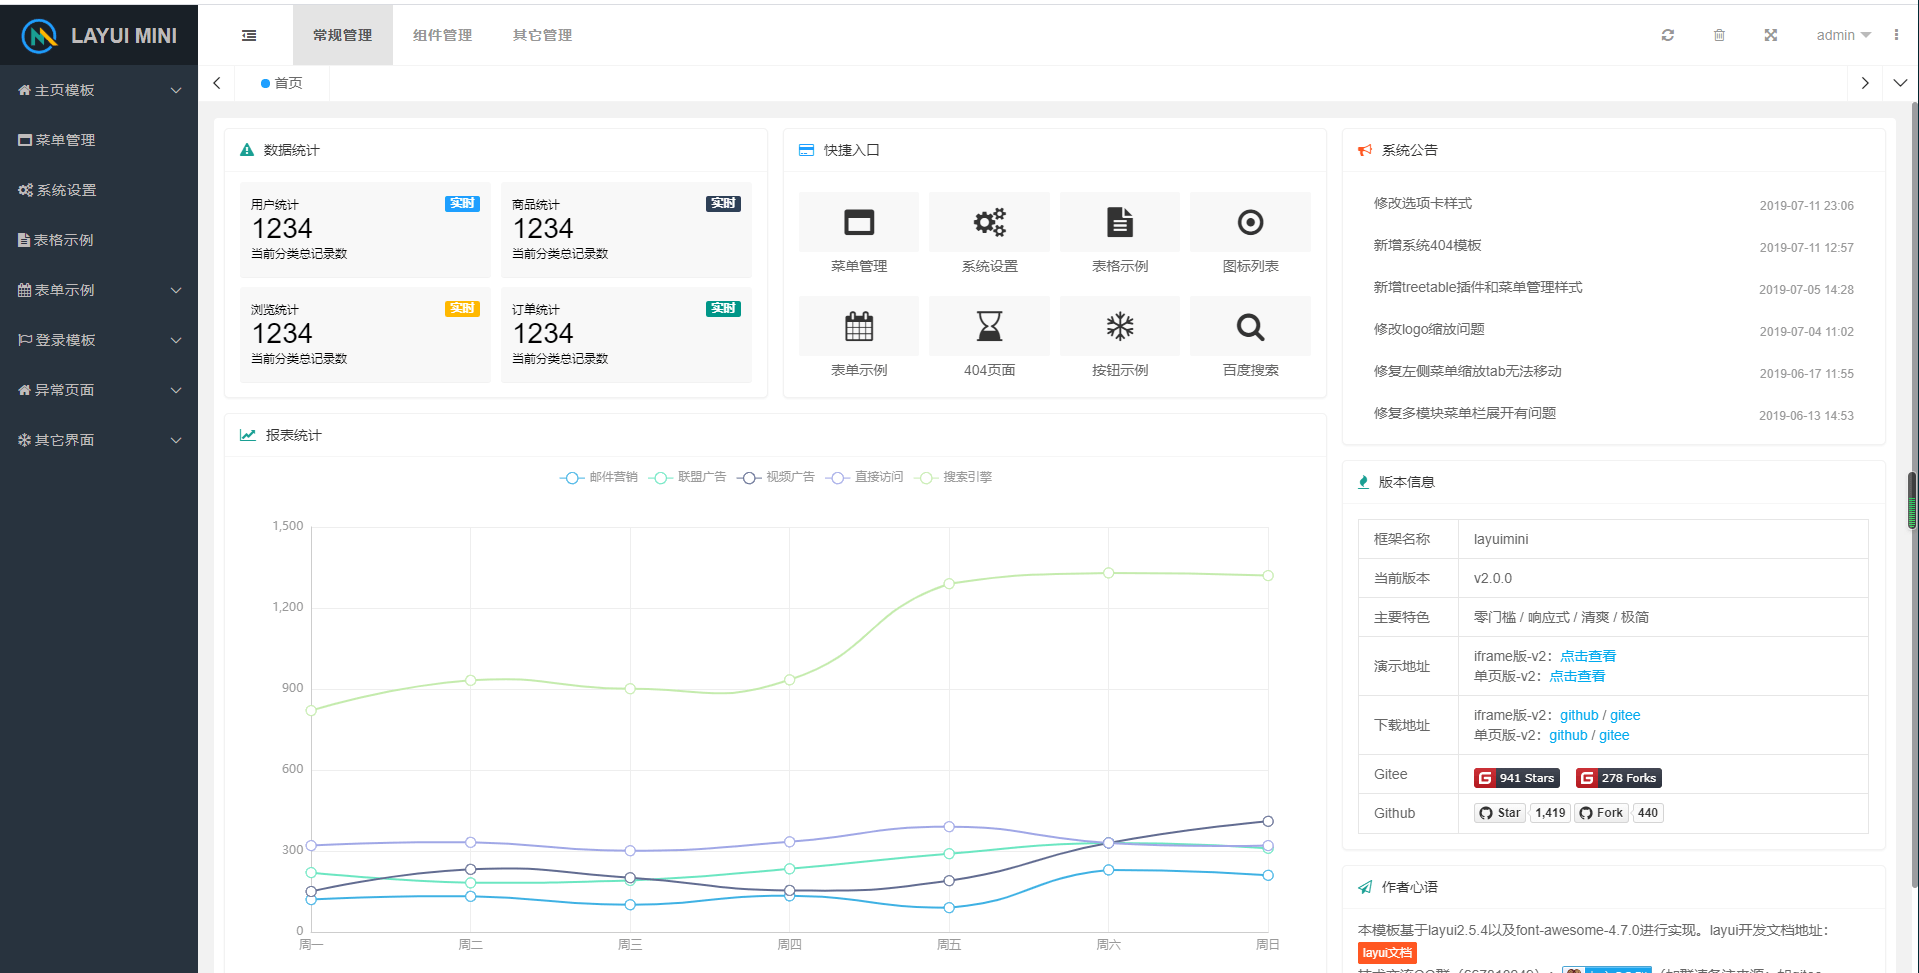 LAYUI MINI
常规管理 组件管理 其它管理 admin
首页
主页模板
菜单管理
系统设置
表格示例
表单示例
登录模板
异常页面
其它界面
数据统计
用户统计 实时
1234
当前分类总记录数
商品统计 实时
1234
当前分类总记录数
浏览统计 实时
1234
当前分类总记录数
订单统计 实时
1234
当前分类总记录数
快捷入口
菜单管理 系统设置 表格示例 图标列表
表单示例 404页面 按钮示例 百度搜索
系统公告
修改选项卡样式 2019-07-11 23:06
新增系统404模板 2019-07-11 12:57
新增treetable插件和菜单管理样式 2019-07-05 14:28
修改logo缩放问题 2019-07-04 11:02
修复左侧菜单缩放tab无法移动 2019-06-17 11:55
修复多模块菜单栏展开有问题 2019-06-13 14:53
报表统计
邮件营销 联盟广告 视频广告 直接访问 搜索引擎
1,500
1,200
900
600
300
0
周一 周二 周三 周四 周五 周六 周日
版本信息
框架名称 layuimini
当前版本 v2.0.0
主要特色 零门槛 / 响应式 / 清爽 / 极简
演示地址 iframe版-v2：点击查看
单页版-v2：点击查看
下载地址 iframe版-v2：github / gitee
单页版-v2：github / gitee
Gitee G 941 Stars G 278 Forks
Github Star 1,419 Fork 440
作者心语
本模板基于layui2.5.4以及font-awesome-4.7.0进行实现。layui开发文档地址：
layui文档